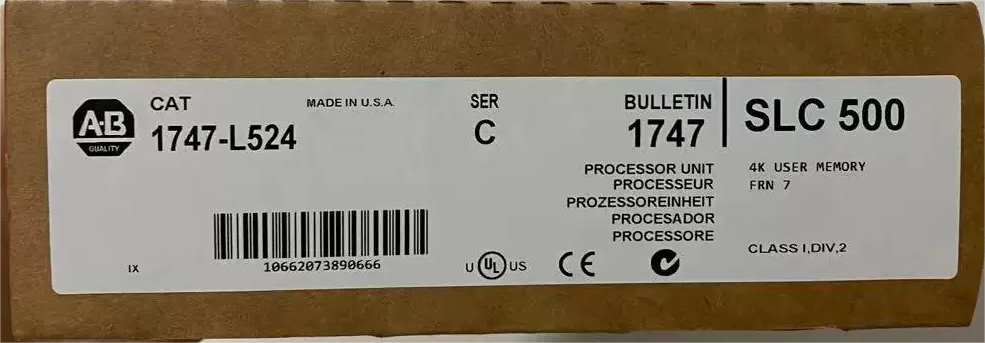 A-B
QUALITY
CAT
1747-L524
MADE IN U.S.A.
SER
C
BULLETIN
1747
SLC 500
PROCESSOR UNIT
PROCESSEUR
PROZESSOREINHEIT
PROCESADOR
PROCESSORE
4K USER MEMORY
FRN 7
CLASS I,DIV,2
IX
10662073890666
U UL US
CE